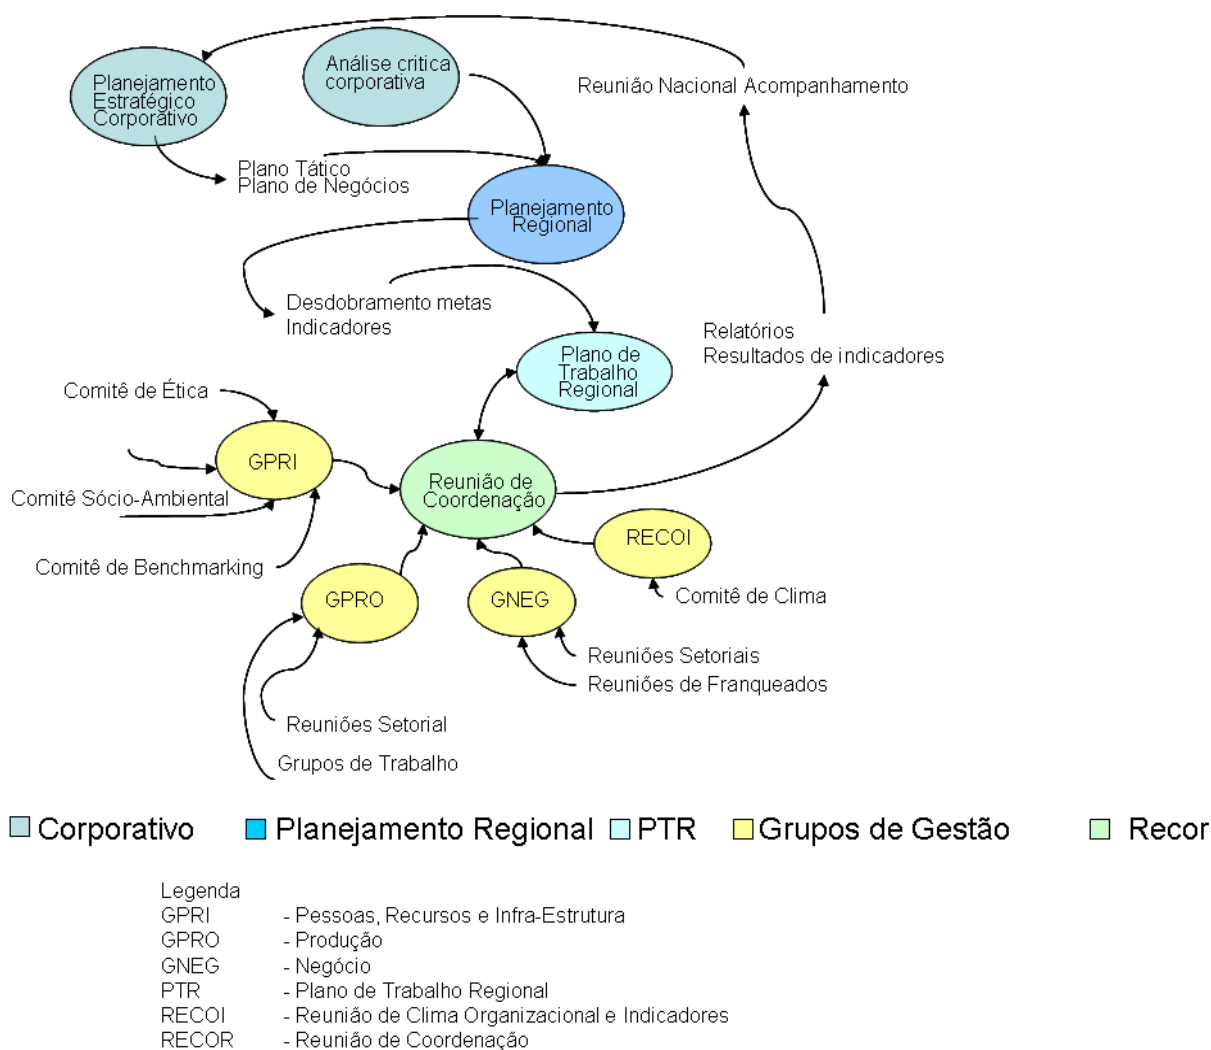 Planejamento
Estratégico
Corporativo
Análise critica
corporativa
Reunião Nacional Acompanhamento
Plano Tático
Plano de Negócios
Planejamento
Regional
Desdobramento metas
Indicadores
Relatórios
Resultados de indicadores
Plano de
Trabalho
Regional
Comitê de Ética
GPRI
Reunião de
Coordenação
Comitê Sócio-Ambiental
RECOI
Comitê de Benchmarking
GPRO
GNEG
Comitê de Clima
Reuniões Setoriais
Reuniões de Franqueados
Reuniões Setorial
Grupos de Trabalho
Corporativo Planejamento Regional PTR Grupos de Gestão Recor
Legenda
GPRI - Pessoas, Recursos e Infra-Estrutura
GPRO - Produção
GNEG - Negócio
PTR - Plano de Trabalho Regional
RECOI - Reunião de Clima Organizacional e Indicadores
RECOR - Reunião de Coordenação